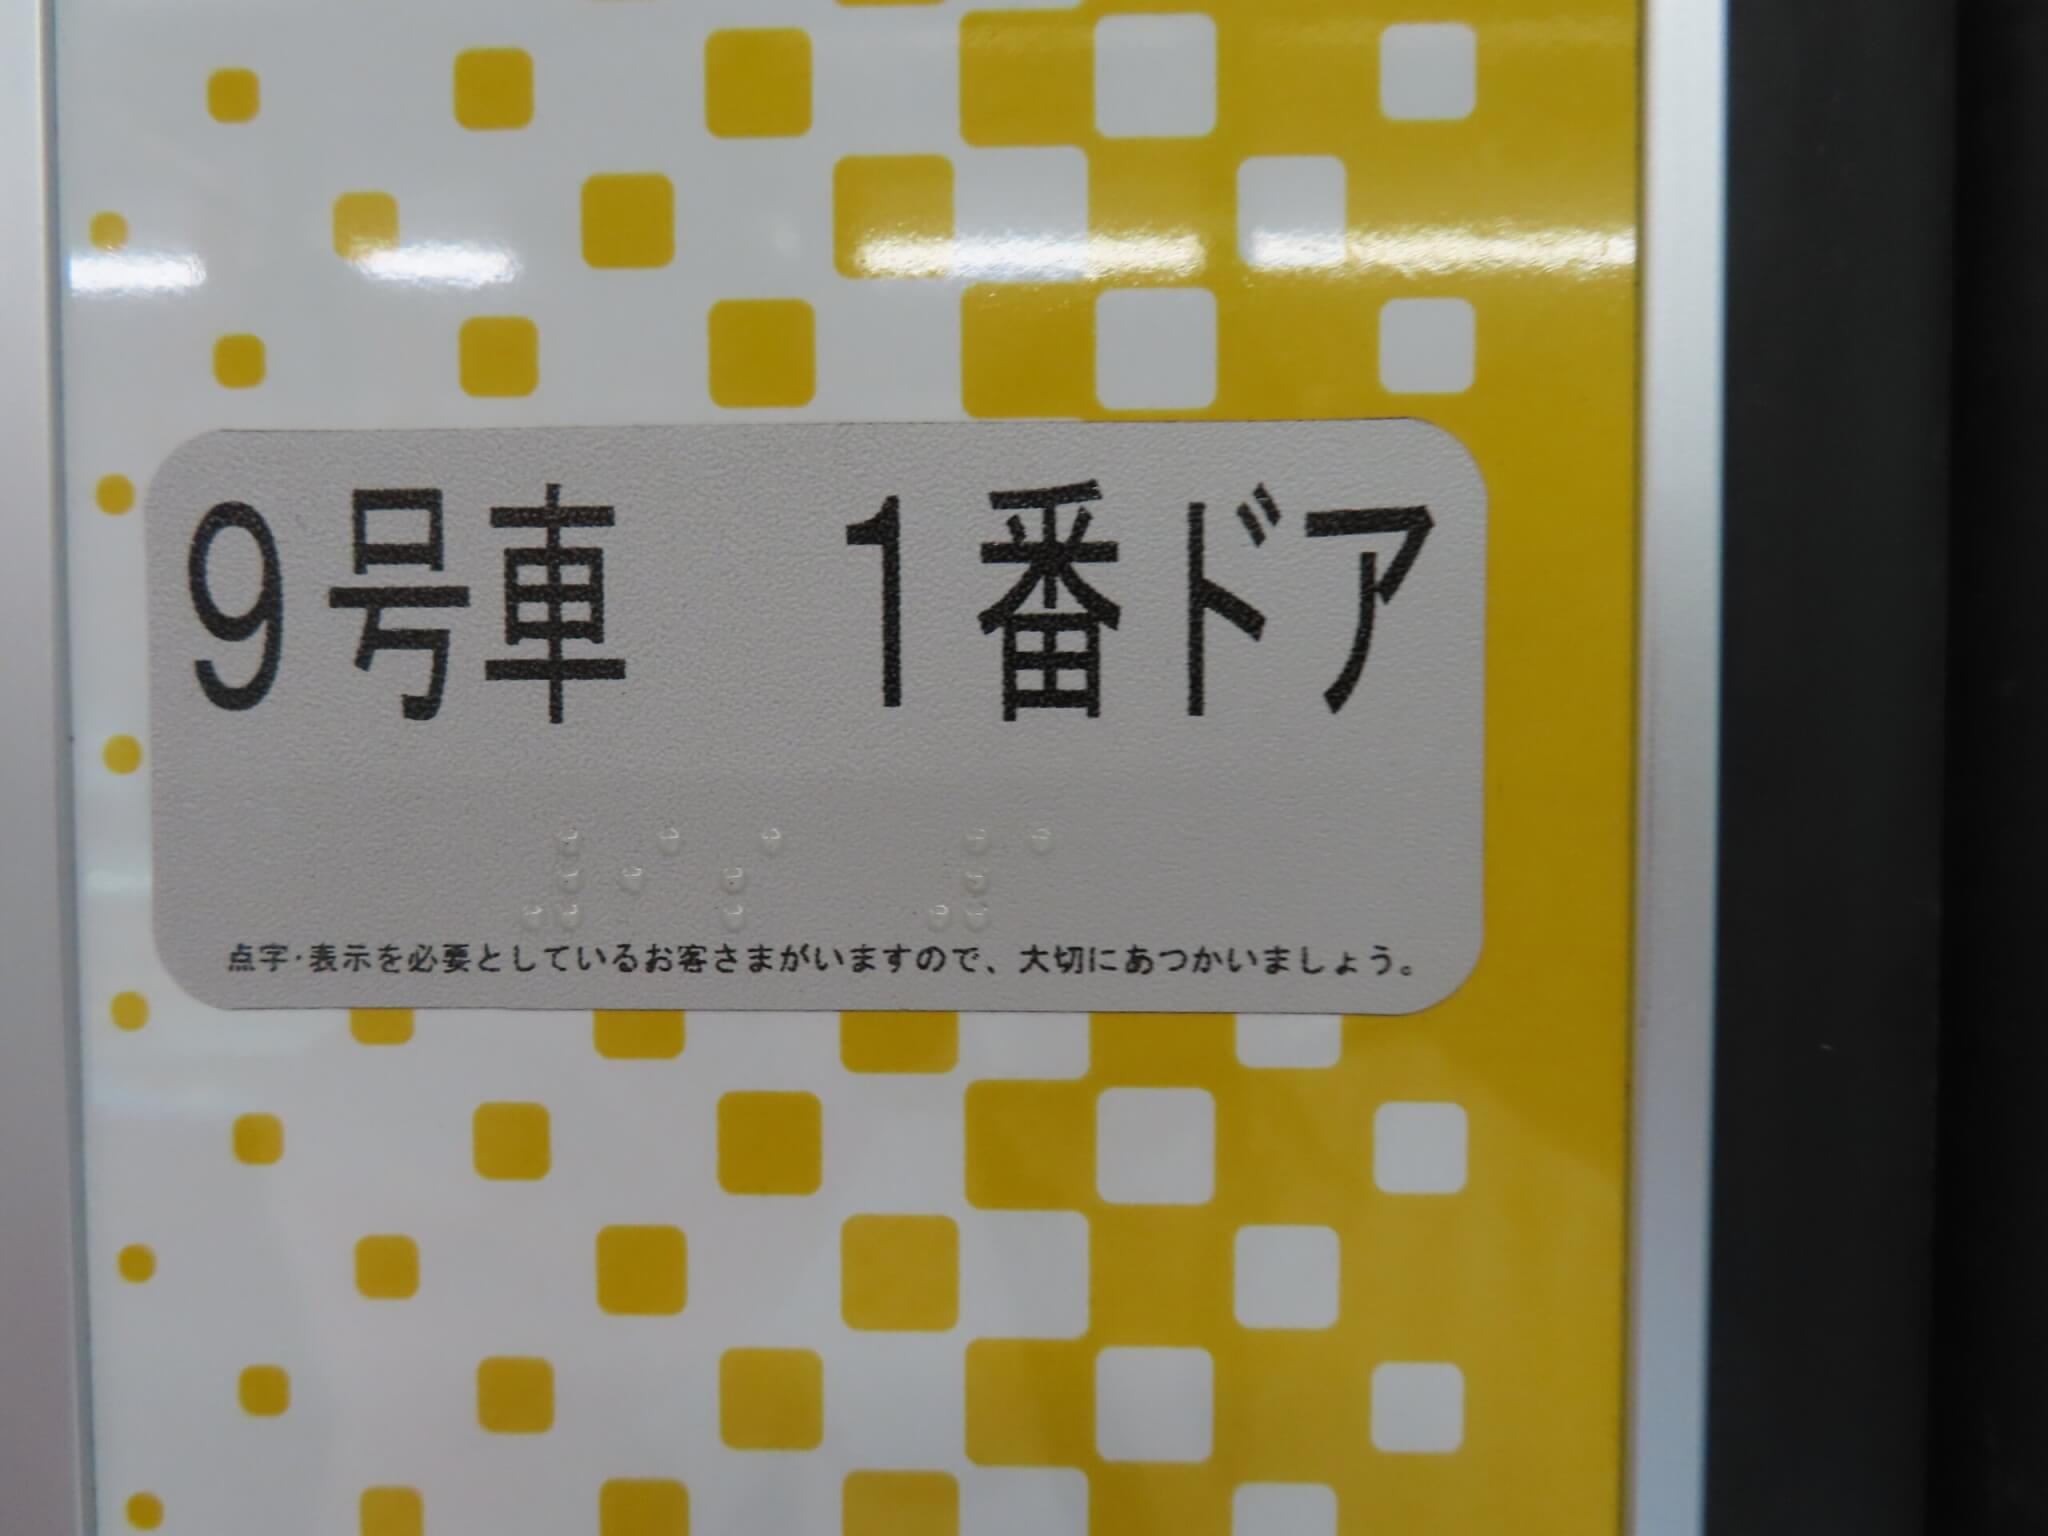 9号車　1番ドア
⠼⠊⠎⠀⠼⠁
点字・表示を必要としているお客さまがいますので、大切にあつかいましょう。